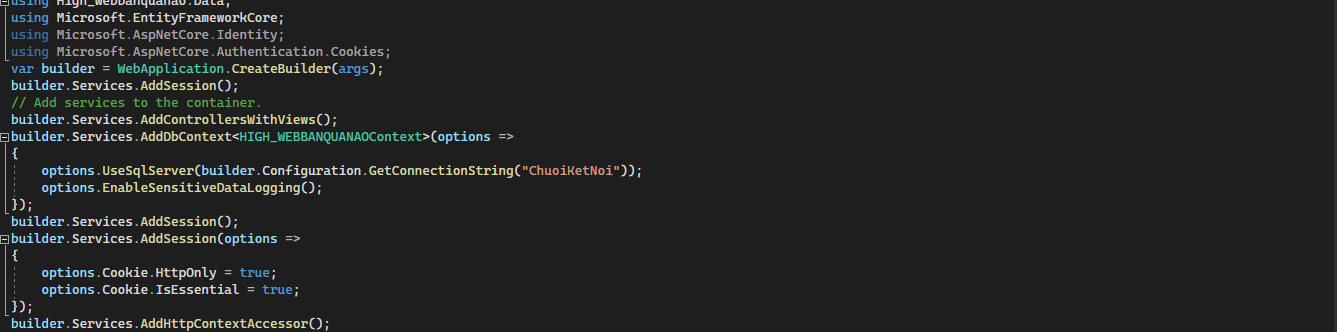 using High_WebBanQuanAo.Data;
using Microsoft.EntityFrameworkCore;
using Microsoft.AspNetCore.Identity;
using Microsoft.AspNetCore.Authentication.Cookies;
var builder = WebApplication.CreateBuilder(args);
builder.Services.AddSession();
// Add services to the container.
builder.Services.AddControllersWithViews();
builder.Services.AddDbContext<HIGH_WEBBANQUANAOContext>(options =>
{
    options.UseSqlServer(builder.Configuration.GetConnectionString("ChuoiKetNoi"));
    options.EnableSensitiveDataLogging();
});
builder.Services.AddSession();
builder.Services.AddSession(options =>
{
    options.Cookie.HttpOnly = true;
    options.Cookie.IsEssential = true;
});
builder.Services.AddHttpContextAccessor();